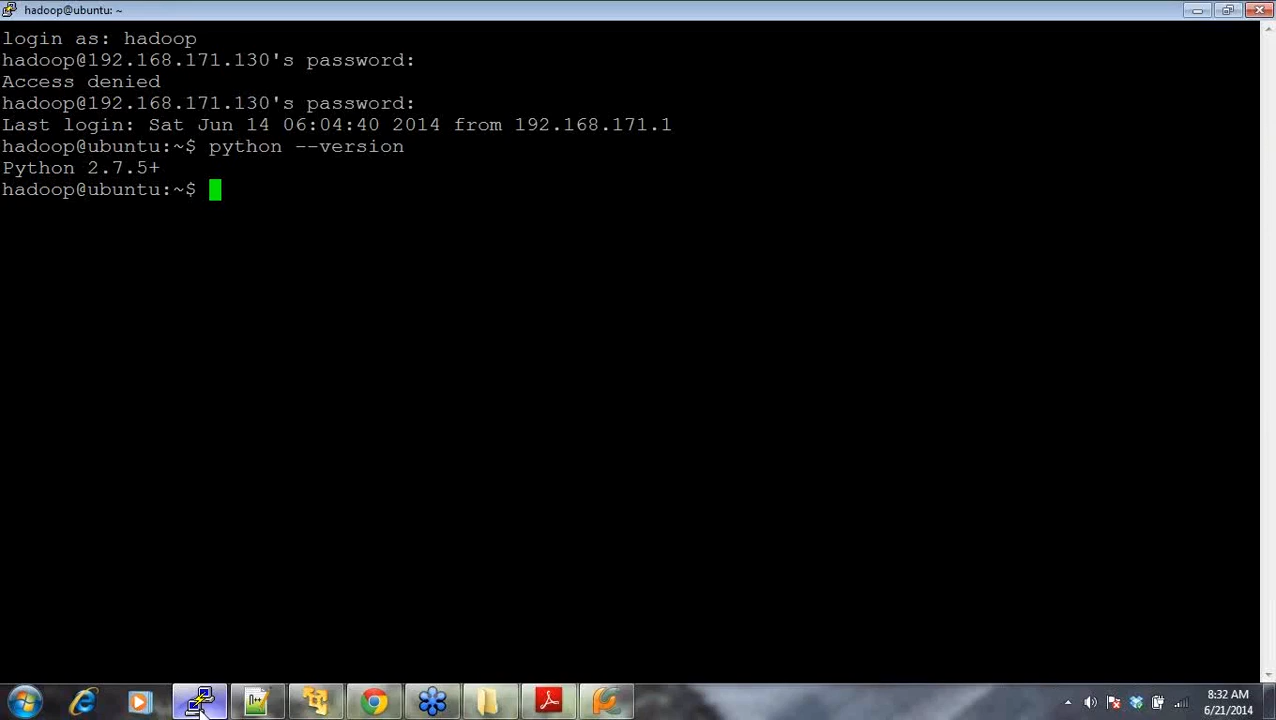 hadoop@ubuntu: ~
login as: hadoop
hadoop@192.168.171.130's password:
Access denied
hadoop@192.168.171.130's password:
Last login: Sat Jun 14 06:04:40 2014 from 192.168.171.1
hadoop@ubuntu:~$ python --version
Python 2.7.5+
hadoop@ubuntu:~$
8:32 AM
6/21/2014